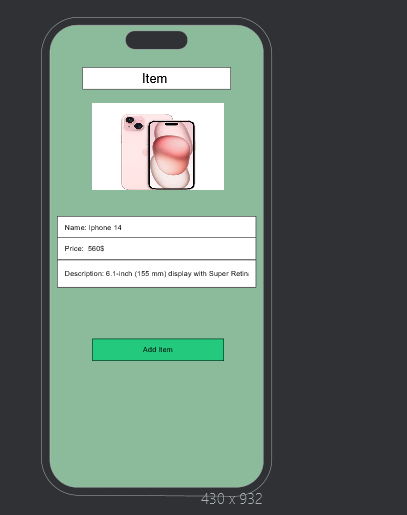 Item
Name: Iphone 14
Price: 560$
Description: 6.1-inch (155 mm) display with Super Retin
Add Item
430 x 932